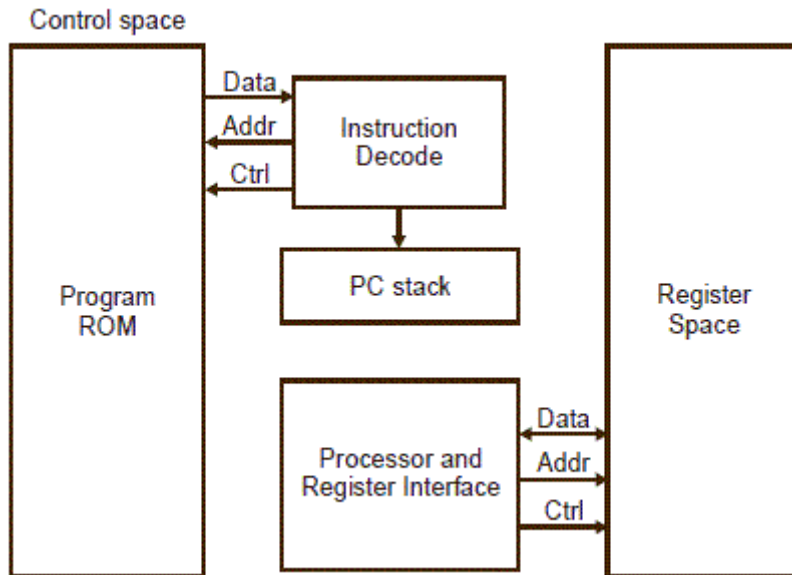 Control space
Data
Addr
Ctrl
Instruction
Decode
PC stack
Program
ROM
Register
Space
Processor and
Register Interface
Data
Addr
Ctrl